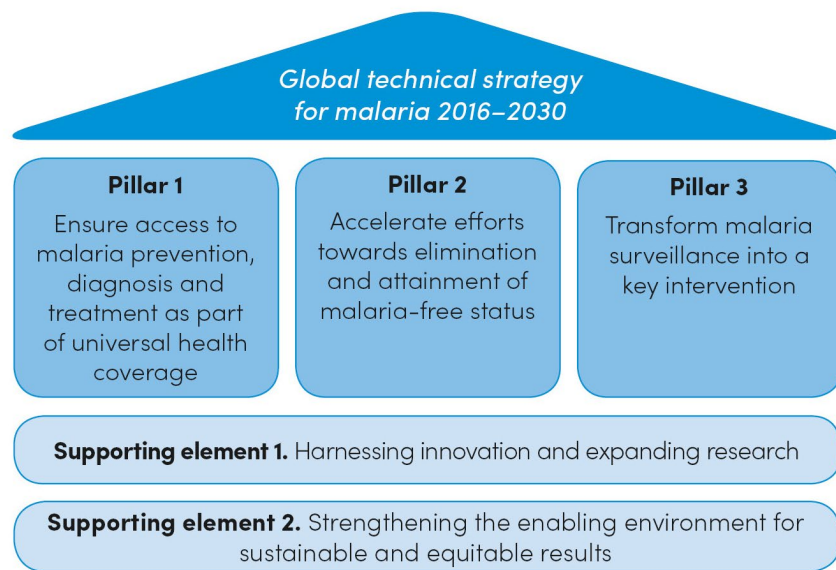 Global technical strategy
for malaria 2016–2030
Pillar 1
Ensure access to
malaria prevention,
diagnosis and
treatment as part
of universal health
coverage
Pillar 2
Accelerate efforts
towards elimination
and attainment of
malaria-free status
Pillar 3
Transform malaria
surveillance into a
key intervention
Supporting element 1. Harnessing innovation and expanding research
Supporting element 2. Strengthening the enabling environment for
sustainable and equitable results